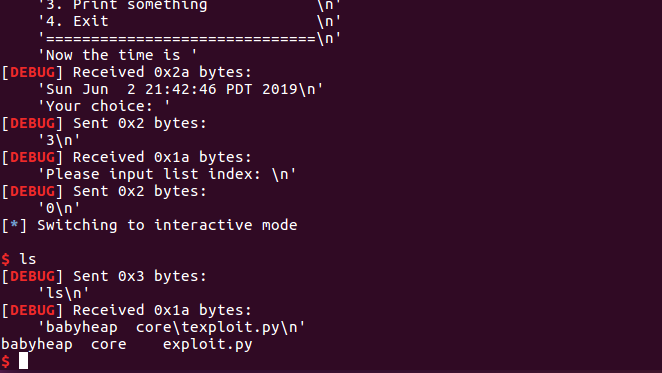 '3. Print something            \n'
'4. Exit                       \n'
'==============================\n'
'Now the time is '
[DEBUG] Received 0x2a bytes:
'Sun Jun  2 21:42:46 PDT 2019\n'
'Your choice: '
[DEBUG] Sent 0x2 bytes:
'3\n'
[DEBUG] Received 0x1a bytes:
'Please input list index: \n'
[DEBUG] Sent 0x2 bytes:
'0\n'
[*] Switching to interactive mode
$ ls
[DEBUG] Sent 0x3 bytes:
'ls\n'
[DEBUG] Received 0x1a bytes:
'babyheap  core\texploit.py\n'
babyheap  core    exploit.py
$